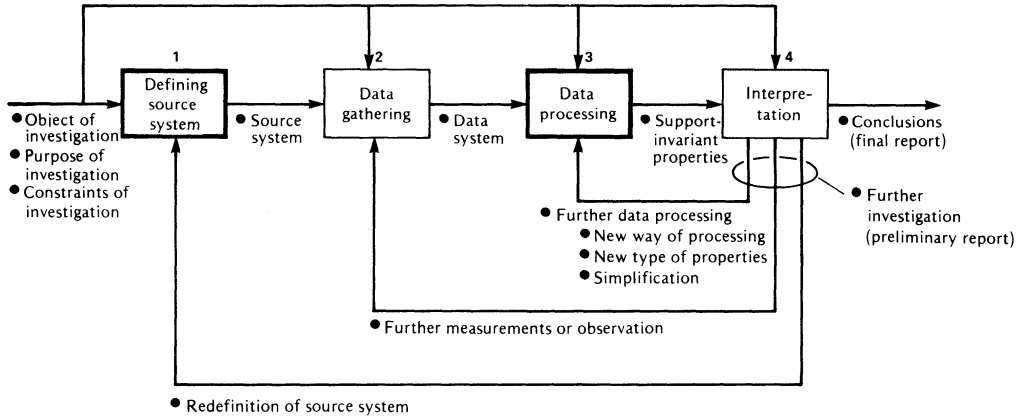 1
2
3
4
Defining
source
system
Data
gathering
Data
processing
Interpre-
tation
● Object of
investigation
● Purpose of
investigation
● Constraints of
investigation
● Source
system
● Data
system
● Support-
invariant
properties
● Conclusions
(final report)
● Further
investigation
(preliminary report)
● Further data processing
● New way of processing
● New type of properties
● Simplification
● Further measurements or observation
● Redefinition of source system